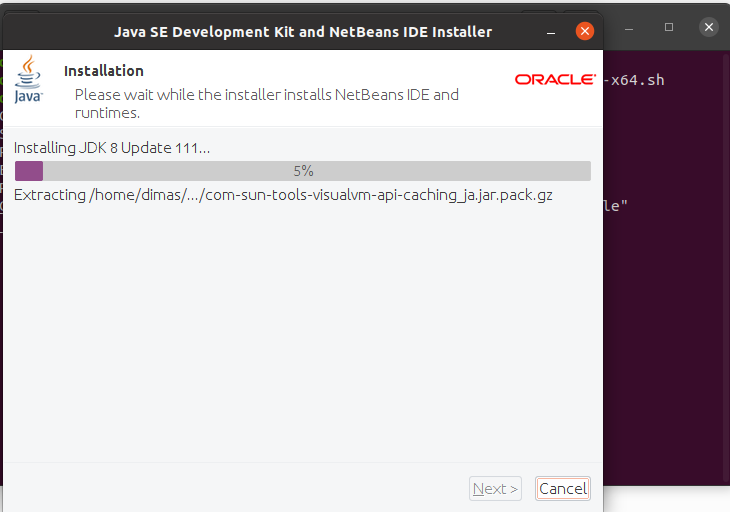 Java SE Development Kit and NetBeans IDE Installer
Java
Installation
ORACLE
Please wait while the installer installs NetBeans IDE and
runtimes.
-x64.sh
Installing JDK 8 Update 111...
5%
Extracting /home/dimas/.../com-sun-tools-visualvm-api-caching_ja.jar.pack.gz
le"
Next >
Cancel